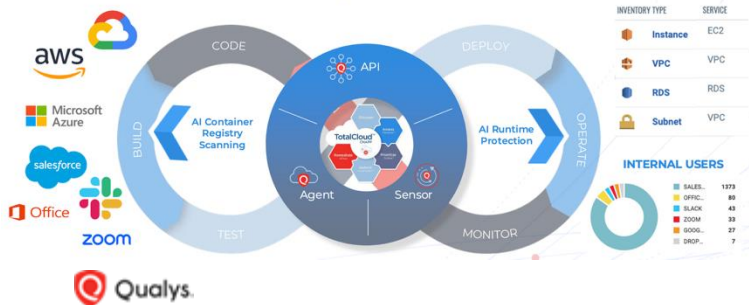 aws
Microsoft
Azure
salesforce
Office
zoom
CODE
BUILD
TEST
AI Container
Registry
Scanning
API
TotalCloud
Agent
Sensor
DEPLOY
OPERATE
MONITOR
AI Runtime
Protection
INVENTORY TYPE SERVICE
Instance EC2
VPC VPC
RDS RDS
Subnet VPC
INTERNAL USERS
SALES... 1373
OFFIC... 80
SLACK 43
ZOOM 33
GOOG... 27
DROP... 7
Qualys.